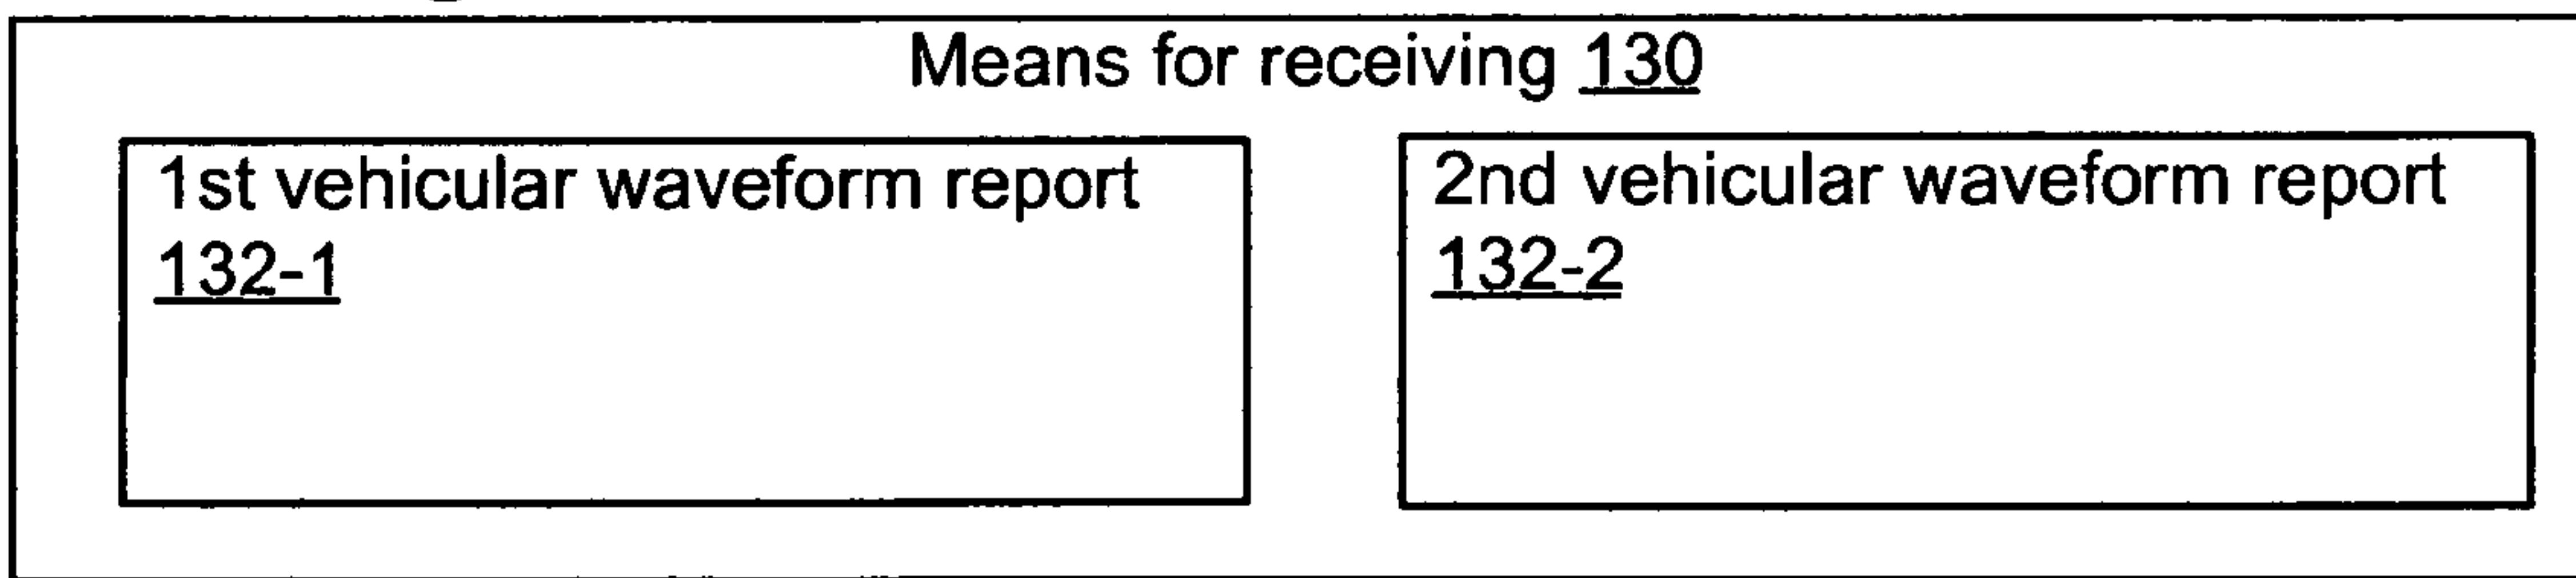 Means for receiving 130
1st vehicular waveform report
132-1
2nd vehicular waveform report
132-2